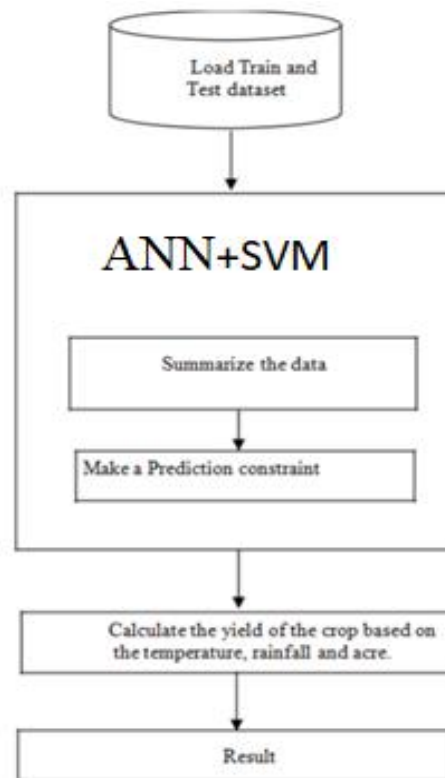 Load Train and
Test dataset
ANN+SVM
Summarize the data
Make a Prediction constraint
Calculate the yield of the crop based on
the temperature, rainfall and acre.
Result